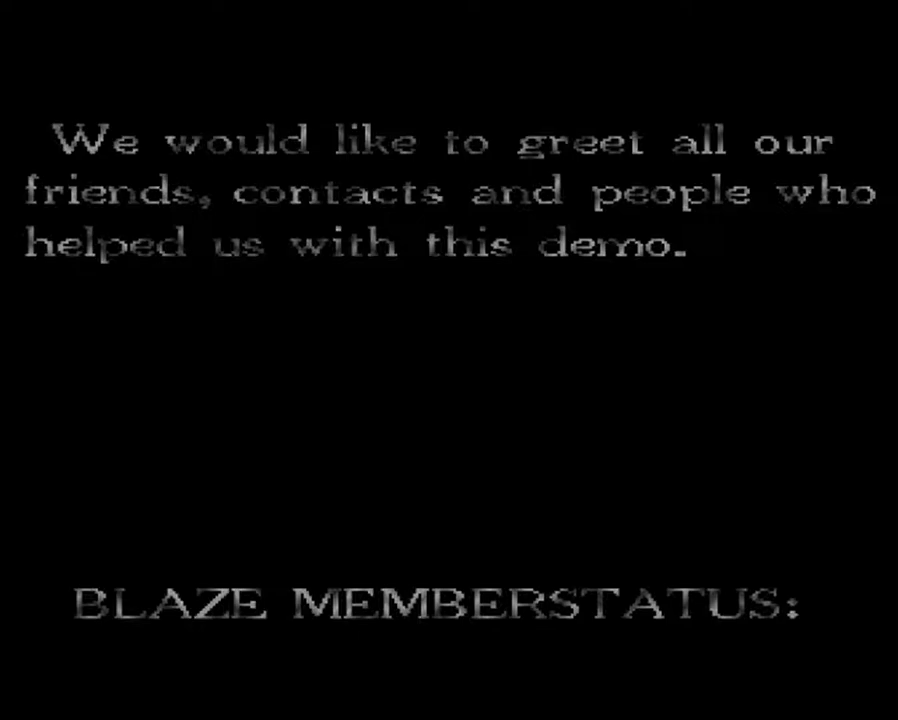 We would like to greet all our
friends, contacts and people who
helped us with this demo.
BLAZE MEMBERSTATUS: